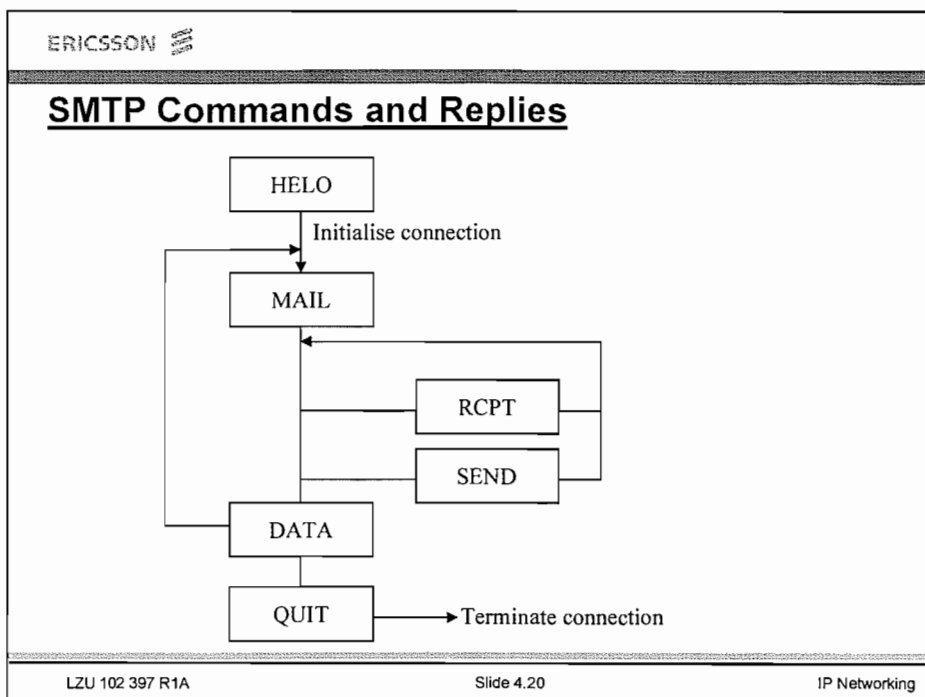 ERICSSON
SMTP Commands and Replies
HELO
Initialise connection
MAIL
RCPT
SEND
DATA
QUIT
Terminate connection
LZU 102 397 R1A
Slide 4.20
IP Networking